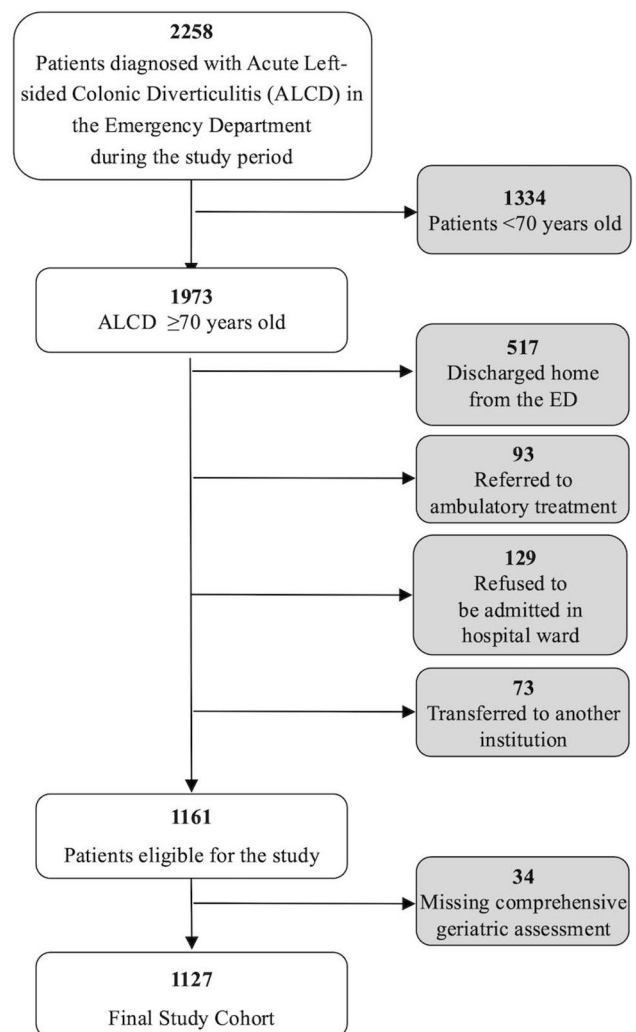 2258
Patients diagnosed with Acute Left-
sided Colonic Diverticulitis (ALCD) in
the Emergency Department
during the study period
1334
Patients <70 years old
1973
ALCD ≥70 years old
517
Discharged home
from the ED
93
Referred to
ambulatory treatment
129
Refused to
be admitted in
hospital ward
73
Transferred to another
institution
1161
Patients eligible for the study
34
Missing comprehensive
geriatric assessment
1127
Final Study Cohort